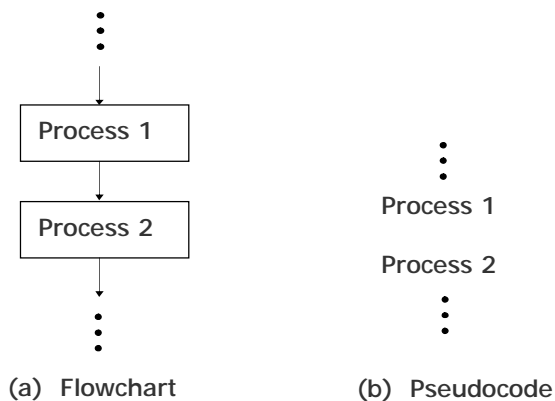 Process 1
Process 2
(a) Flowchart
Process 1
Process 2
(b) Pseudocode